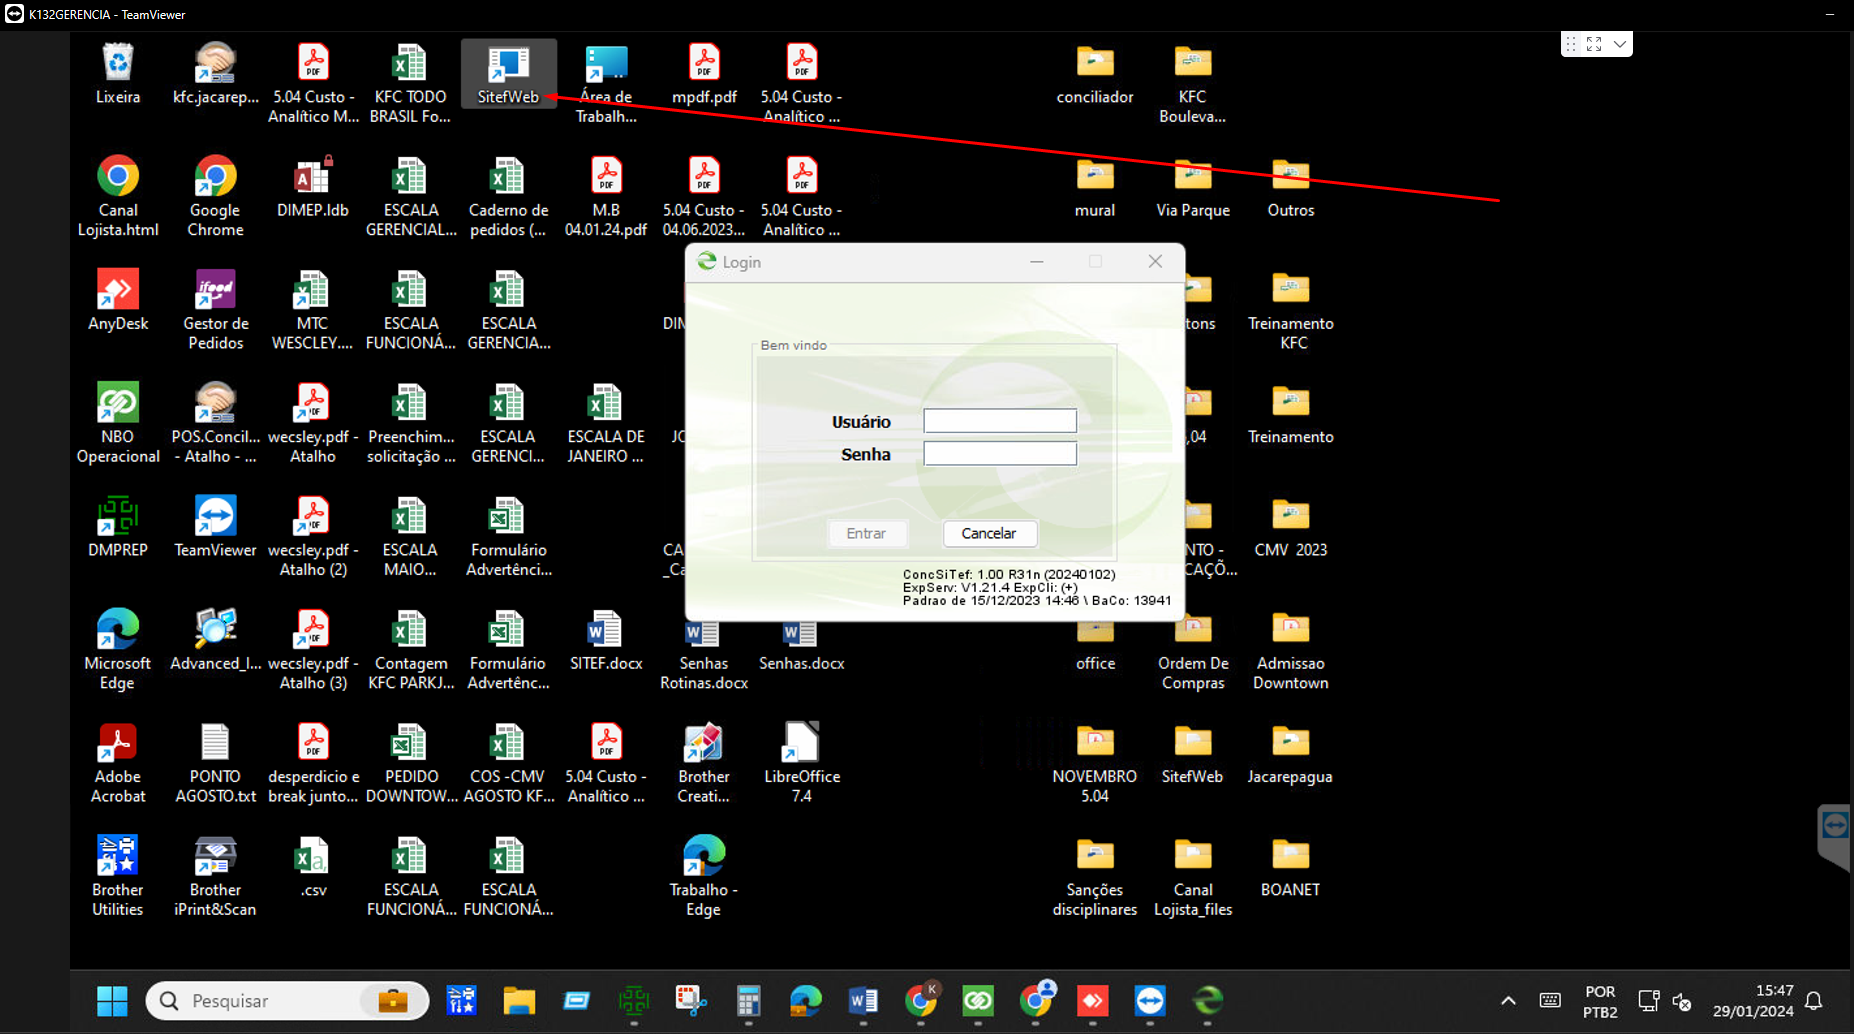 K132GERENCIA - TeamViewer
Lixeira
kfc.jacarep...
5.04 Custo -
Analítico M...
KFC TODO
BRASIL Fo...
SitefWeb
Área de
Trabalh...
mpdf.pdf
5.04 Custo -
Analítico ...
conciliador
KFC
Bouleva...
Canal
Lojista.html
Google
Chrome
DIMEP.ldb
ESCALA
GERENCIAL...
Caderno de
pedidos (...
M.B
04.01.24.pdf
5.04 Custo -
04.06.2023...
5.04 Custo -
Analítico ...
mural
Via Parque
Outros
AnyDesk
Gestor de
Pedidos
MTC
WESCLEY....
ESCALA
FUNCIONÁ...
ESCALA
GERENCIA...
tons
Treinamento
KFC
Login
Bem vindo
Usuário
Senha
Entrar
Cancelar
ConcSiTef: 1.00 R31n (20240102)
ExpServ: V1.21.4 ExpCli: (+)
Padrao de 15/12/2023 14:46 \ BaCo: 13941
NBO
Operacional
POS.Concil...
- Atalho - ...
wecsley.pdf -
Atalho
Preenchim...
solicitação ...
ESCALA
GERENCI...
ESCALA DE
JANEIRO ...
,04
Treinamento
DMPREP
TeamViewer
wecsley.pdf -
Atalho (2)
ESCALA
MAIO...
Formulário
Advertênci...
CA
_Ca
NTO -
CAÇÕ...
CMV 2023
Microsoft
Edge
Advanced_I...
wecsley.pdf -
Atalho (3)
Contagem
KFC PARKJ...
Formulário
Advertênc...
SITEF.docx
Senhas
Rotinas.docx
Senhas.docx
office
Ordem De
Compras
Admissao
Downtown
Adobe
Acrobat
PONTO
AGOSTO.txt
desperdicio e
break junto...
PEDIDO
DOWNTOW...
COS -CMV
AGOSTO KF...
5.04 Custo -
Analítico ...
Brother
Creati...
LibreOffice
7.4
NOVEMBRO
5.04
SitefWeb
Jacarepagua
Brother
Utilities
Brother
iPrint&Scan
.csv
ESCALA
FUNCIONÁ...
ESCALA
FUNCIONÁ...
Trabalho -
Edge
Sanções
disciplinares
Canal
Lojista_files
BOANET
Pesquisar
POR
PTB2
15:47
29/01/2024